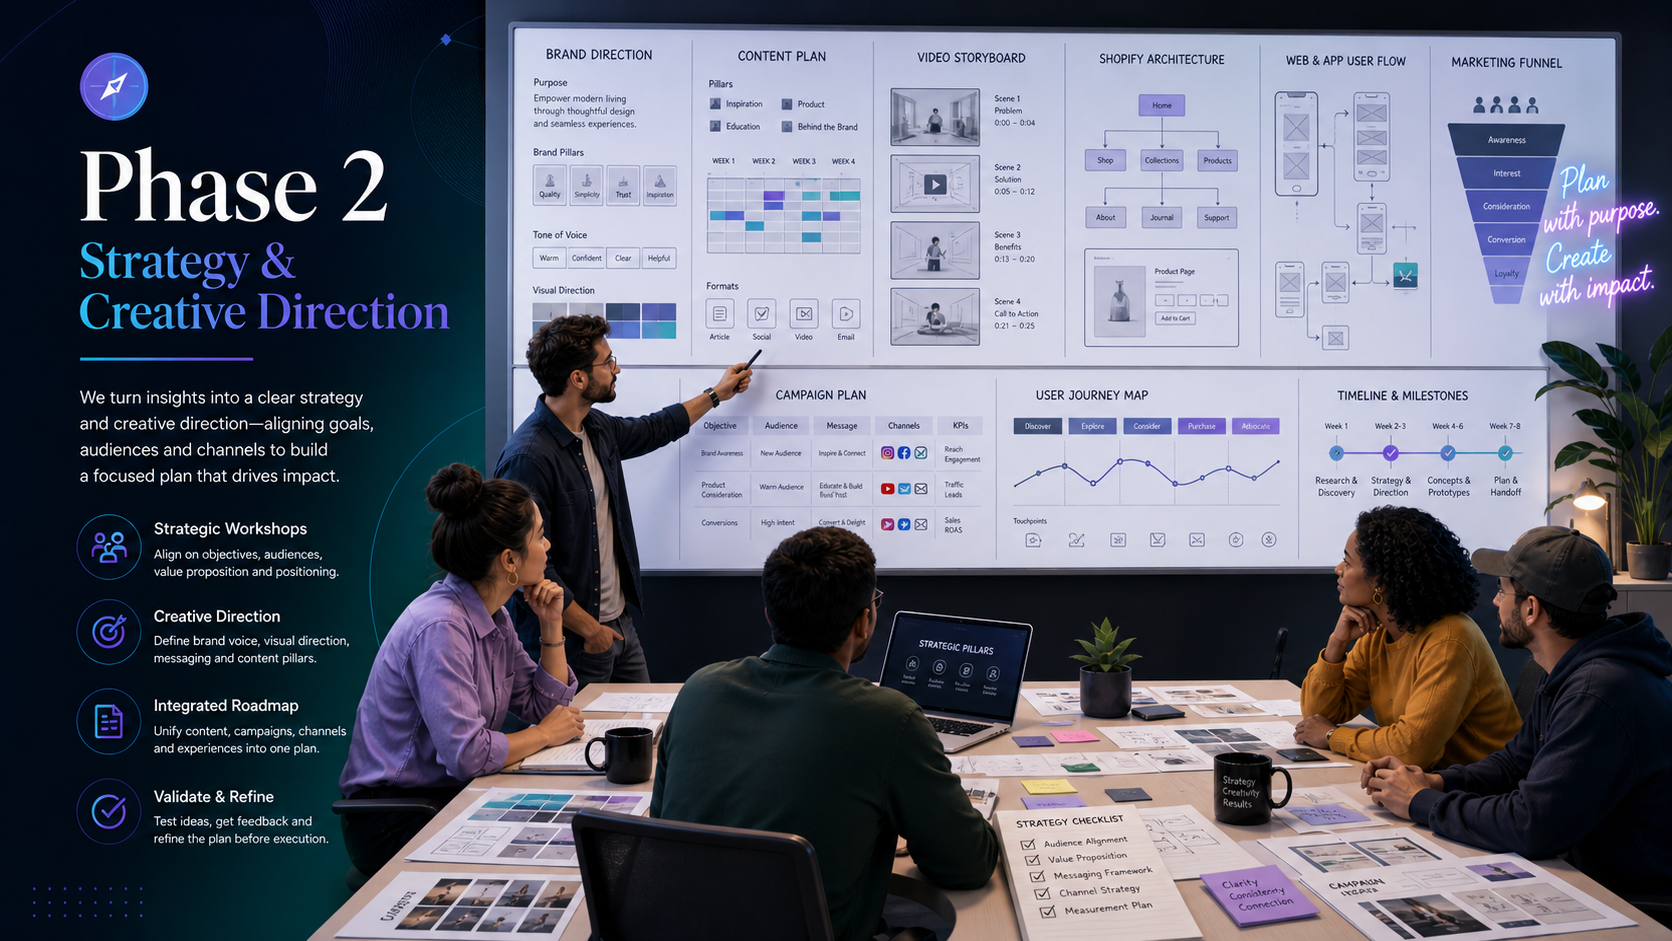 Phase 2
Strategy &
Creative Direction
We turn insights into a clear strategy
and creative direction—aligning goals,
audiences and channels to build
a focused plan that drives impact.
Strategic Workshops
Align on objectives, audiences,
value proposition and positioning.
Creative Direction
Define brand voice, visual direction,
messaging and content pillars.
Integrated Roadmap
Unify content, campaigns, channels
and experiences into one plan.
Validate & Refine
Test ideas, get feedback and
refine the plan before execution.
BRAND DIRECTION
Purpose
Empower modern living
through thoughtful design
and seamless experiences.
Brand Pillars
Quality Simplicity Trust Inspiration
Tone of Voice
Warm Confident Clear Helpful
Visual Direction
CONTENT PLAN
Pillars
Inspiration Product
Education Behind the Brand
WEEK 1 WEEK 2 WEEK 3 WEEK 4
Formats
Article Social Video Email
VIDEO STORYBOARD
Scene 1
Problem
0:00 – 0:04
Scene 2
Solution
0:05 – 0:12
Scene 3
Benefits
0:13 – 0:20
Scene 4
Call to Action
0:21 – 0:25
SHOPIFY ARCHITECTURE
Home
Shop Collections Products
About Journal Support
Product Page
Add to Cart
WEB & APP USER FLOW
MARKETING FUNNEL
Awareness
Interest
Consideration
Conversion
Loyalty
Plan
with purpose.
Create
with impact.
CAMPAIGN PLAN
Objective Audience Message Channels KPIs
Brand Awareness New Audience Inspire & Connect Reach
Engagement
Product
Consideration Warm Audience Educate & Build
Traffic
Leads
Conversions High Intent Convert & Delight Sales
ROAS
USER JOURNEY MAP
Discover Explore Consider Purchase Advocate
Touchpoints
TIMELINE & MILESTONES
Week 1 Week 2-3 Week 4-6 Week 7-8
Research &
Discovery
Strategy &
Direction
Concepts &
Prototypes
Plan &
Handoff
STRATEGIC PILLARS
Strategy
Creativity
Results
STRATEGY CHECKLIST
Audience Alignment
Value Proposition
Messaging Framework
Channel Strategy
Measurement Plan
Clarity
Consistency
Connection
CAMPAIGN